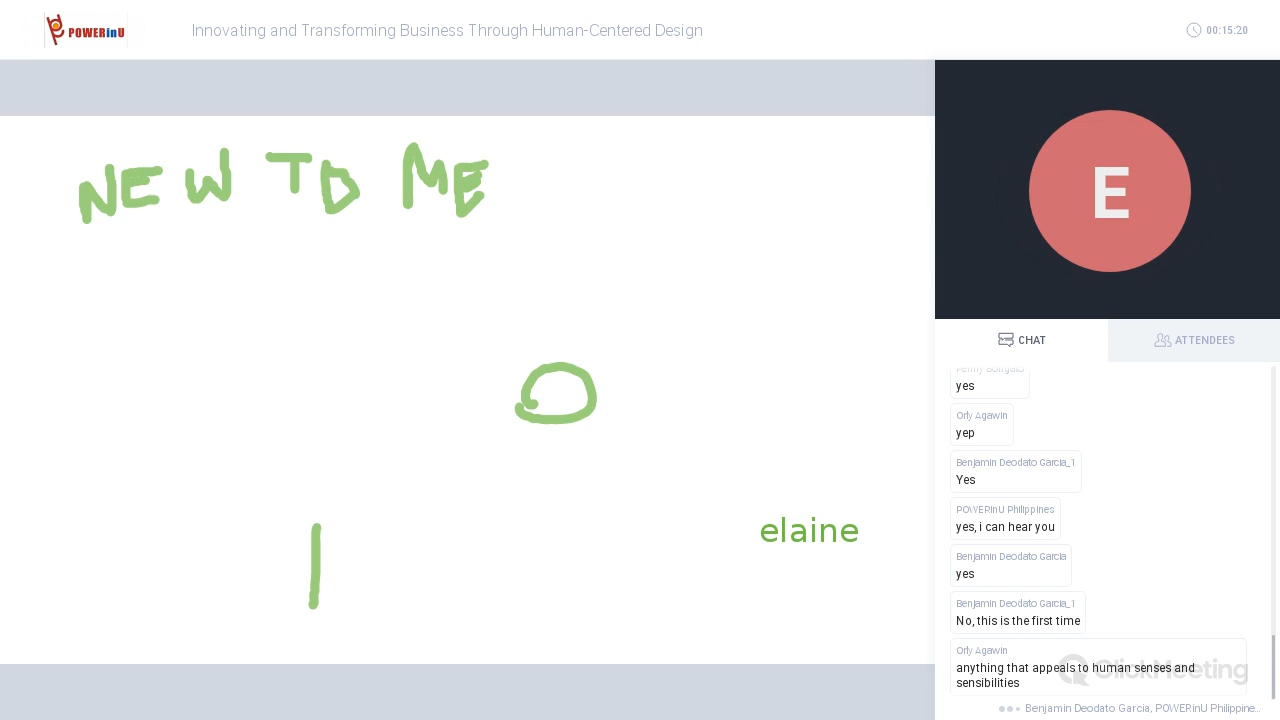 POWERinU
Innovating and Transforming Business Through Human-Centered Design
00:15:20
NEW TO ME
elaine
E
CHAT
ATTENDEES
yes
Orly Agawin
yep
Benjamin Deodato Garcia_1
Yes
POWERinU Philippines
yes, i can hear you
Benjamin Deodato Garcia
yes
Benjamin Deodato Garcia_1
No, this is the first time
Orly Agawin
anything that appeals to human senses and
sensibilities
ClickMeeting
Benjamin Deodato Garcia, POWERinU Philippine...